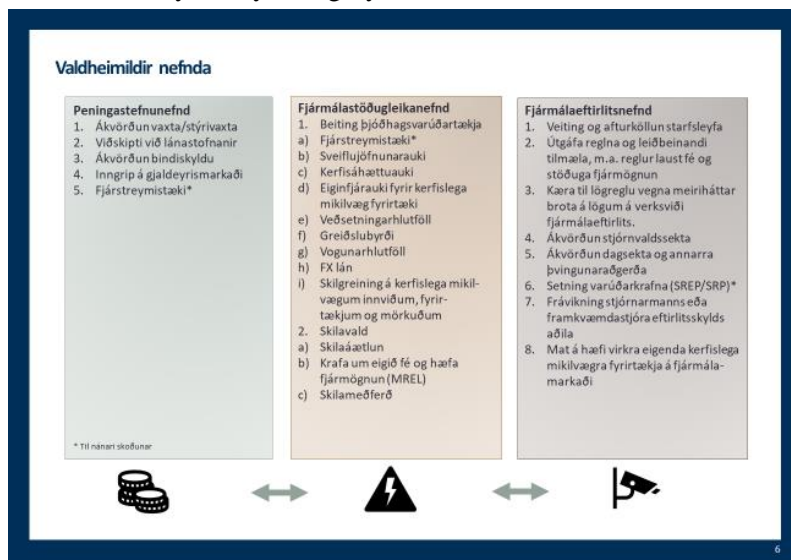 Valdheimildir nefnda
Peningastefnunefnd
1. Ákvörðun vaxta/stýrivaxta
2. Viðskipti við lánastofnanir
3. Ákvörðun bindiskyldu
4. Inngrip á gjaldeyrismarkaði
5. Fjárstreymistæki*
* Til nánari skoðunar
Fjármálastöðugleikanefnd
1. Beiting þjóðhagsvarúðartækja
a) Fjárstreymistæki*
b) Sveiflujöfnunarauki
c) Kerfisáhættuauki
d) Eiginfjárauki fyrir kerfislega
mikilvæg fyrirtæki
e) Veðsetningarhlutföll
f) Greiðslubyrði
g) Vogunarhlutföll
h) FX lán
i) Skilgreining á kerfislega mikil-
vægum innviðum, fyrir-
tækjum og mörkuðum
2. Skilavald
a) Skilaáætlun
b) Krafa um eigið fé og hæfa
fjármögnun (MREL)
c) Skilameðferð
Fjármálaeftirlitsnefnd
1. Veiting og afturköllun starfsleyfa
2. Útgáfa reglna og leiðbeinandi
tilmæla, m.a. reglur laust fé og
stöðuga fjármögnun
3. Kæra til lögreglu vegna meiriháttar
brota á lögum á verksviði
fjármálaeftirlits.
4. Ákvörðun stjórnvaldssekta
5. Ákvörðun dagsekta og annarra
þvingunaraðgerða
6. Setning varúðarkrafna (SREP/SRP)*
7. Frávikning stjórnarmanns eða
framkvæmdastjóra eftirlitsskylds
aðila
8. Mat á hæfi virkra eigenda kerfislega
mikilvægra fyrirtækja á fjármála-
markaði
6